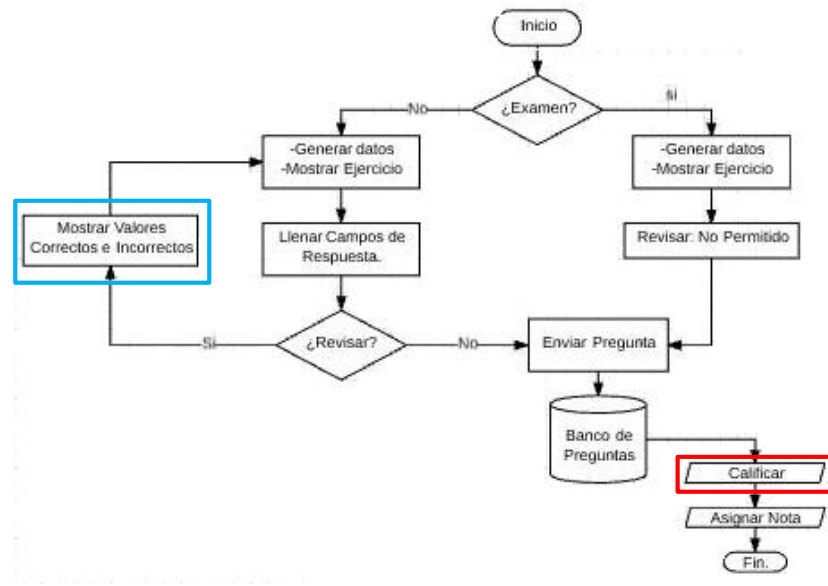 Inicio
¿Examen?
No
si
-Generar datos
-Mostrar Ejercicio
-Generar datos
-Mostrar Ejercicio
Mostrar Valores
Correctos e Incorrectos
Llenar Campos de
Respuesta.
Revisar: No Permitido
Si
¿Revisar?
No
Enviar Pregunta
Banco de
Preguntas
Calificar
Asignar Nota
Fin.